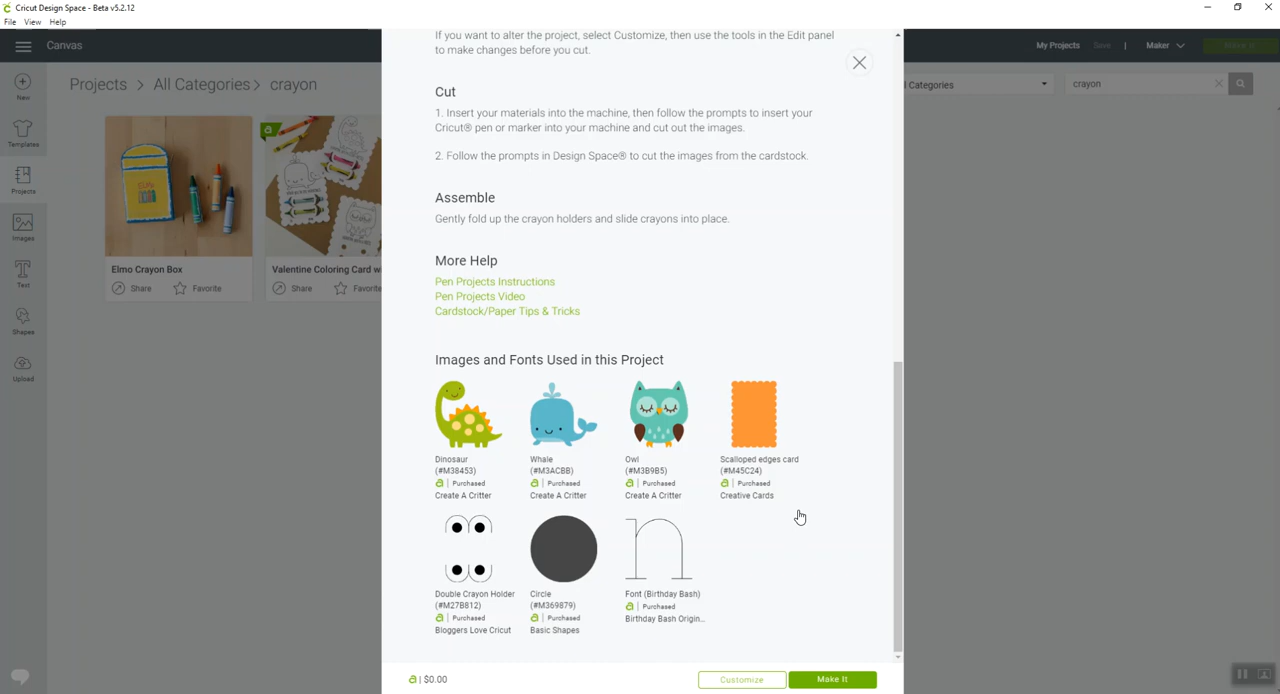 Cricut Design Space - Beta v5.2.12
File View Help
Canvas
My Projects Save | Maker
New
Templates
Projects
Images
Text
Shapes
Upload
Projects > All Categories > crayon
Categories
crayon
Elmo Crayon Box
Share Favorite
Valentine Coloring Card
Share Favorite
If you want to alter the project, select Customize, then use the tools in the Edit panel
to make changes before you cut.
Cut
1. Insert your materials into the machine, then follow the prompts to insert your
Cricut® pen or marker into your machine and cut out the images.
2. Follow the prompts in Design Space® to cut the images from the cardstock.
Assemble
Gently fold up the crayon holders and slide crayons into place.
More Help
Pen Projects Instructions
Pen Projects Video
Cardstock/Paper Tips & Tricks
Images and Fonts Used in this Project
Dinosaur
(#M38453)
a | Purchased
Create A Critter
Whale
(#M3ACBB)
a | Purchased
Create A Critter
Owl
(#M3B9B5)
a | Purchased
Create A Critter
Scalloped edges card
(#M45C24)
a | Purchased
Creative Cards
n
Double Crayon Holder
(#M27B812)
a | Purchased
Bloggers Love Cricut
Circle
(#M369879)
a | Purchased
Basic Shapes
Font (Birthday Bash)
a | Purchased
Birthday Bash Origin...
a | $0.00
Customize
Make It